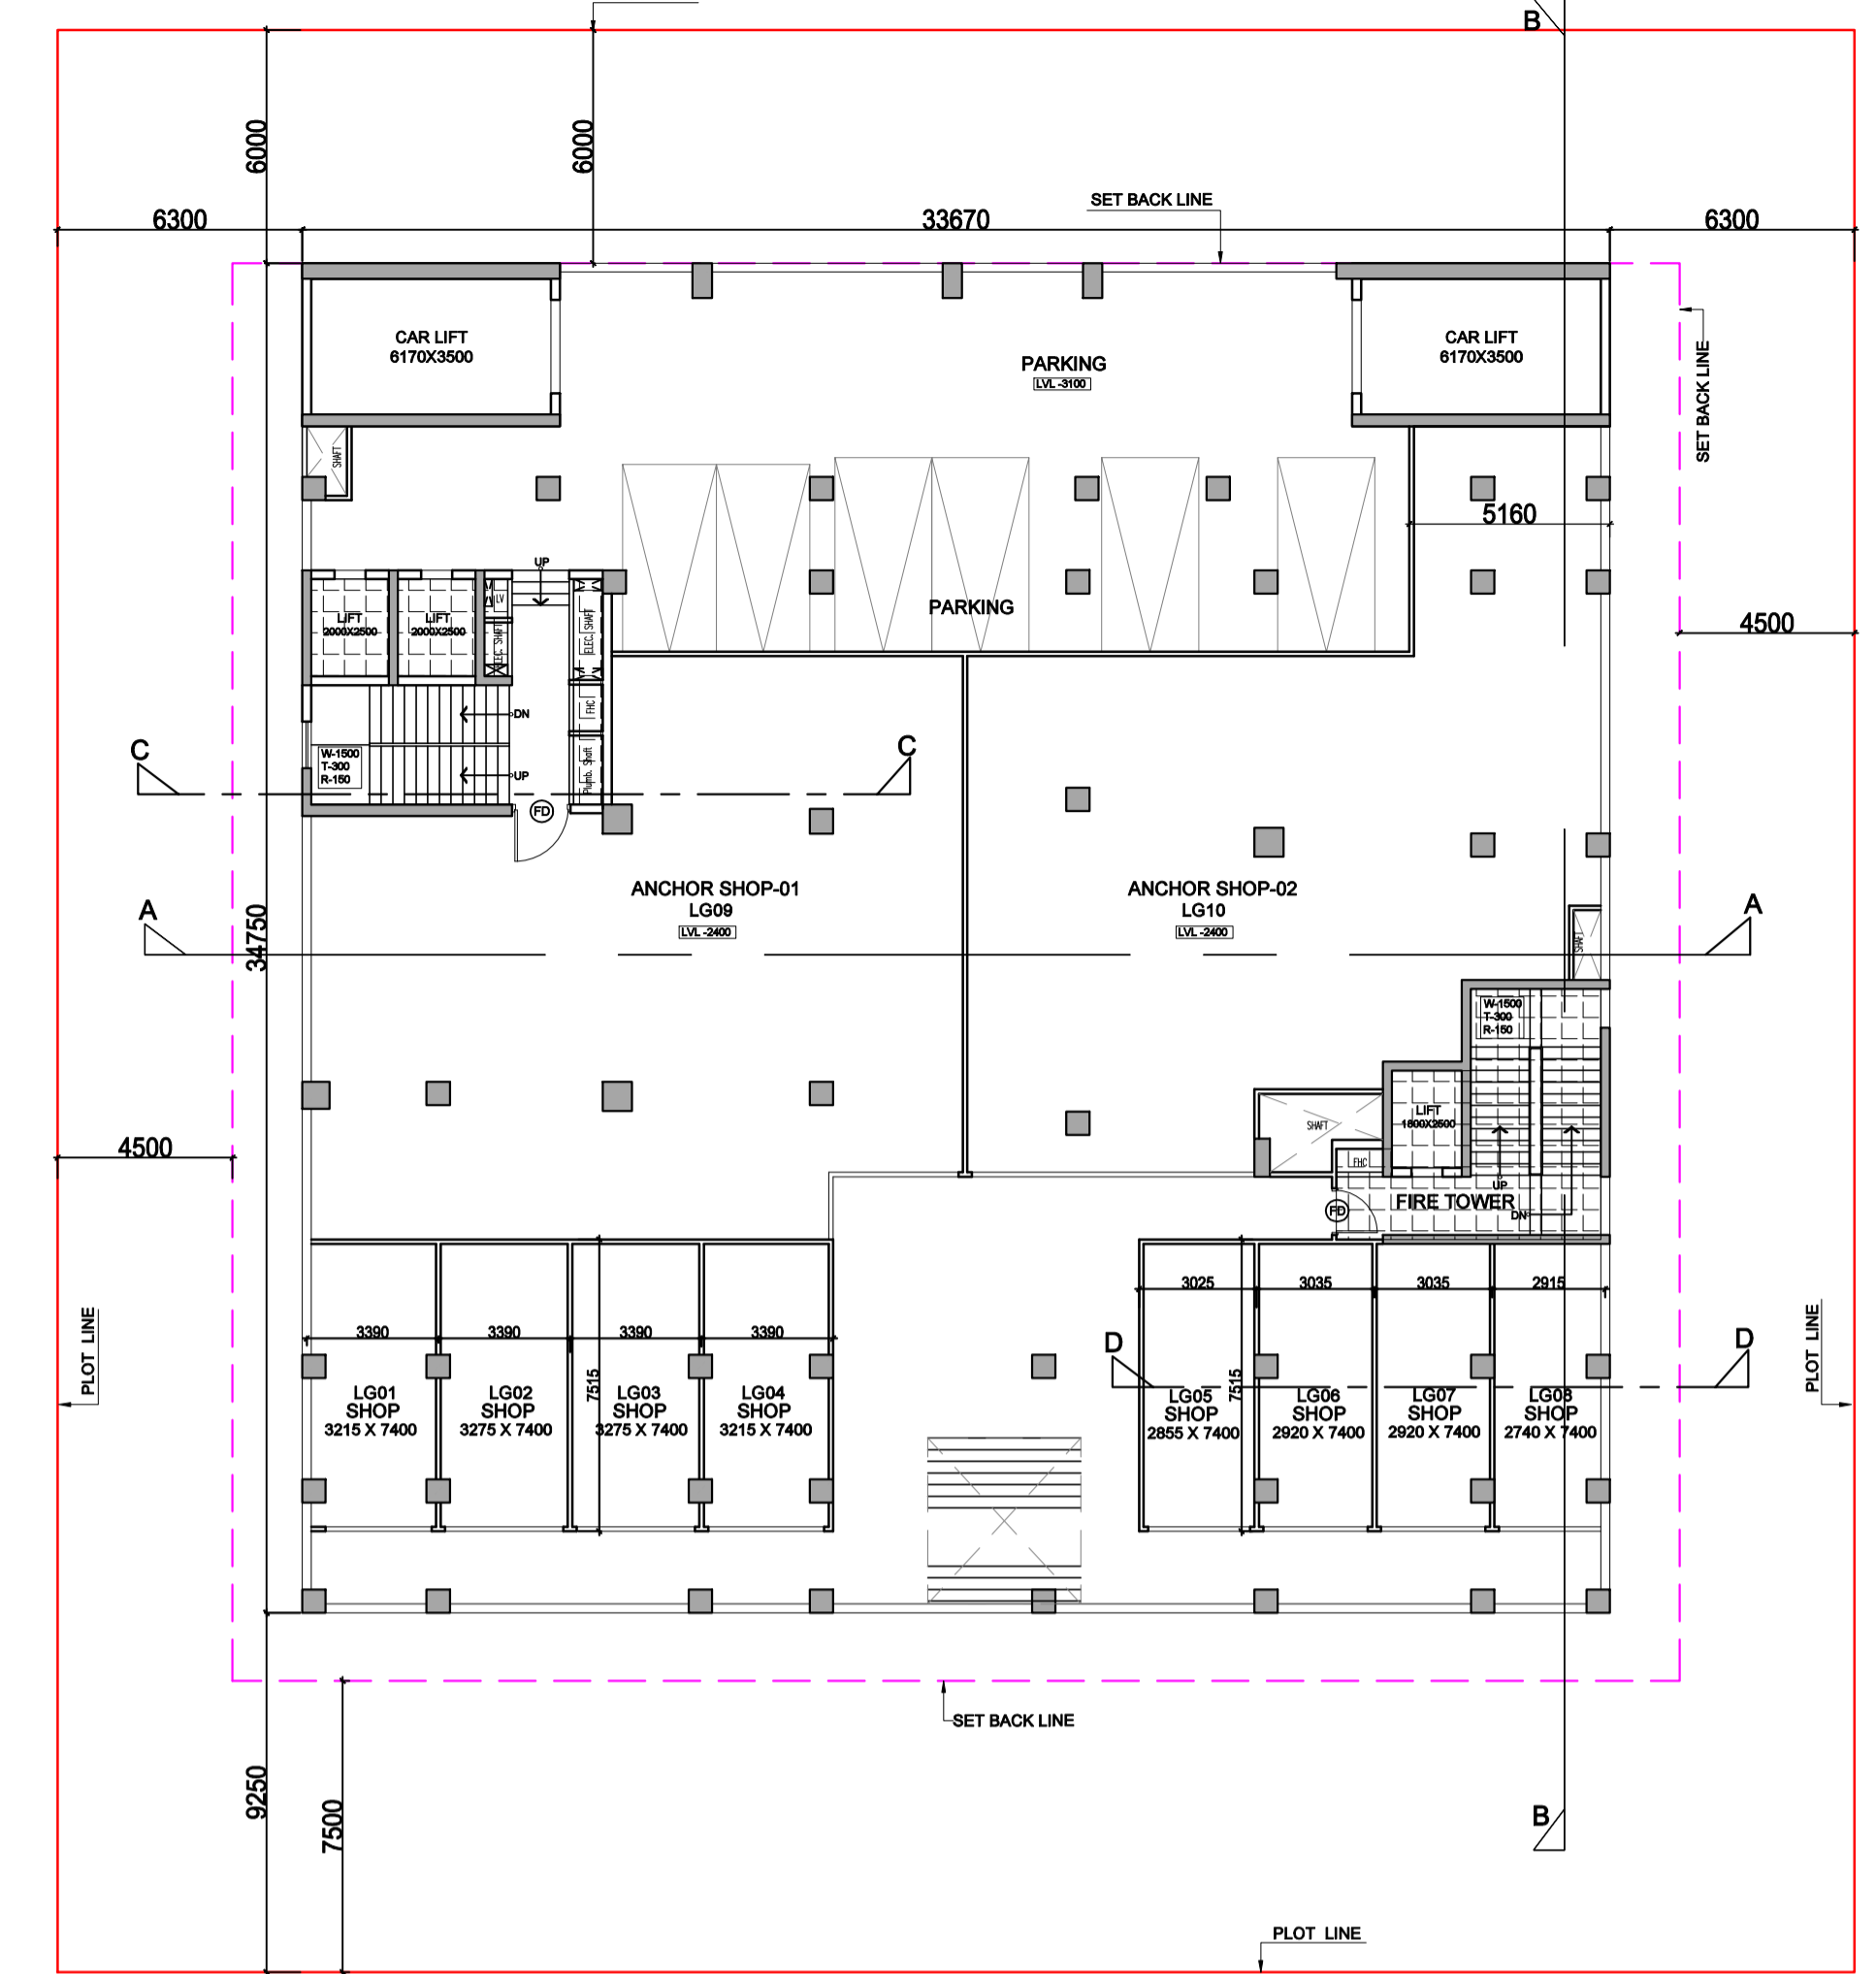 B
6000
6000
SET BACK LINE
6300
33670
6300
CAR LIFT
6170X3500
PARKING
LVL -3100
CAR LIFT
6170X3500
SET BACK LINE
SHAFT
5160
UP
LV
ELEC. SHAFT
ELEC. SHAFT
LIFT
2000X2500
LIFT
2000X2500
PARKING
4500
FHC
DN
C
W-1500
T-300
R-150
UP
Plumb. Shaft
C
FD
ANCHOR SHOP-01
LG09
LVL -2400
ANCHOR SHOP-02
LG10
LVL -2400
A
34750
A
SHAFT
W-1500
T-300
R-150
LIFT
1800X2500
SHAFT
4500
FHC
UP
FIRE TOWER
FD
DN
3025
3035
3035
2915
3390
3390
3390
3390
PLOT LINE
PLOT LINE
D
D
7515
7515
LG01
SHOP
3215 X 7400
LG02
SHOP
3275 X 7400
LG03
SHOP
3275 X 7400
LG04
SHOP
3215 X 7400
LG05
SHOP
2855 X 7400
LG06
SHOP
2920 X 7400
LG07
SHOP
2920 X 7400
LG08
SHOP
2740 X 7400
SET BACK LINE
9250
7500
B
PLOT LINE